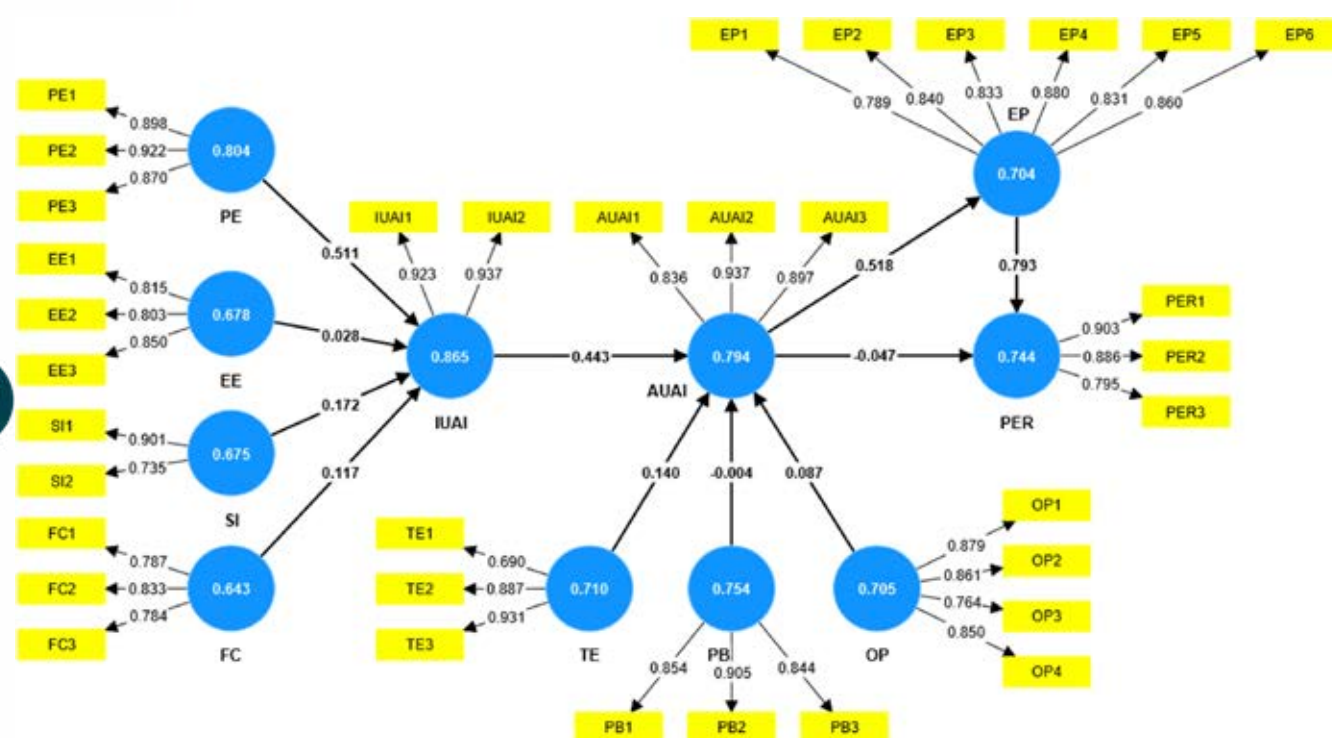 EP1 EP2 EP3 EP4 EP5 EP6
0.789 0.840 0.833 0.880 0.831 0.860
EP
0.704
PE1
PE2
PE3
0.898
0.922
0.870
0.804
PE
0.511
EE1
EE2
EE3
0.815
0.803
0.850
0.678
EE
0.028
SI1
SI2
0.901
0.735
0.675
SI
0.172
FC1
FC2
FC3
0.787
0.833
0.784
0.643
FC
0.117
IUAI1 IUAI2
0.923 0.937
0.865
IUAI
0.443
AUAI1 AUAI2 AUAI3
0.836 0.937 0.897
0.794
AUAI
0.518
0.793
-0.047
0.744
PER
0.903
0.886
0.795
PER1
PER2
PER3
0.140 -0.004 0.087
TE1
TE2
TE3
0.690
0.887
0.931
0.710
TE
0.754
PB
0.854 0.905 0.844
PB1 PB2 PB3
0.705
OP
0.879
0.861
0.764
0.850
OP1
OP2
OP3
OP4